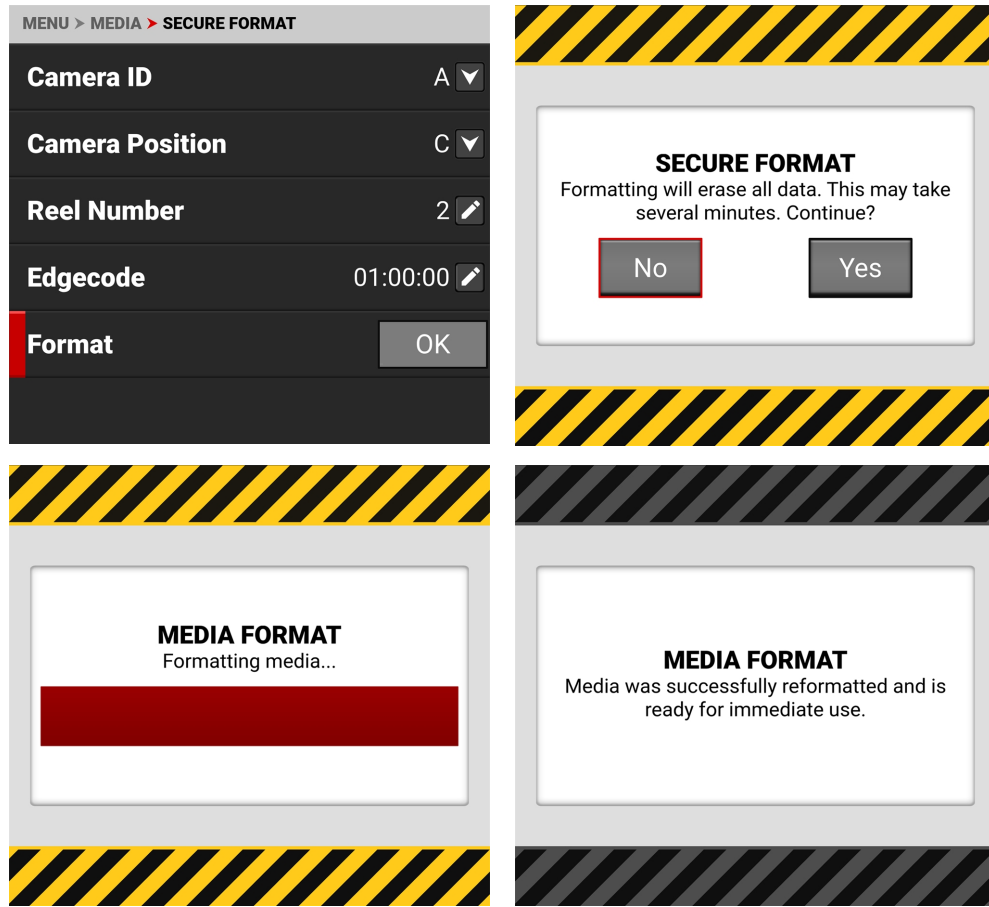 MENU > MEDIA > SECURE FORMAT
Camera ID A
Camera Position C
Reel Number 2
Edgecode 01:00:00
Format OK
SECURE FORMAT
Formatting will erase all data. This may take
several minutes. Continue?
No Yes
MEDIA FORMAT
Formatting media...
MEDIA FORMAT
Media was successfully reformatted and is
ready for immediate use.